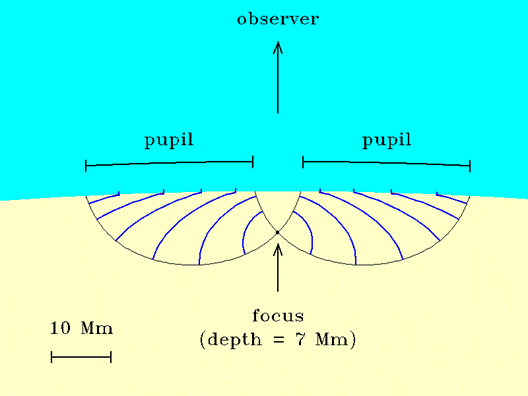 observer
pupil
pupil
focus
(depth = 7 Mm)
10 Mm